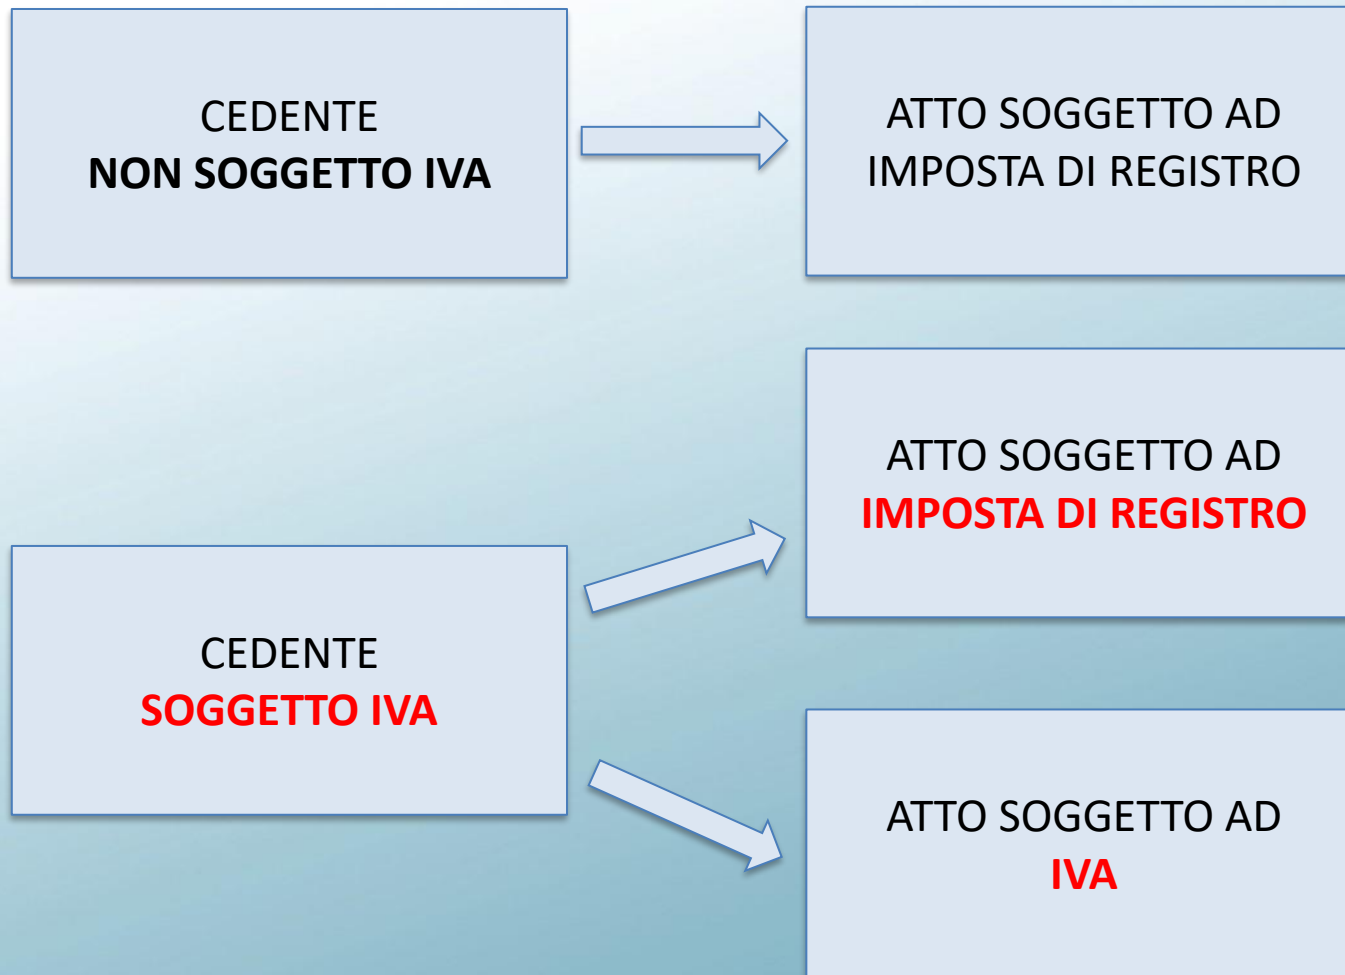 CEDENTE
NON SOGGETTO IVA
ATTO SOGGETTO AD
IMPOSTA DI REGISTRO
CEDENTE
SOGGETTO IVA
ATTO SOGGETTO AD
IMPOSTA DI REGISTRO
ATTO SOGGETTO AD
IVA